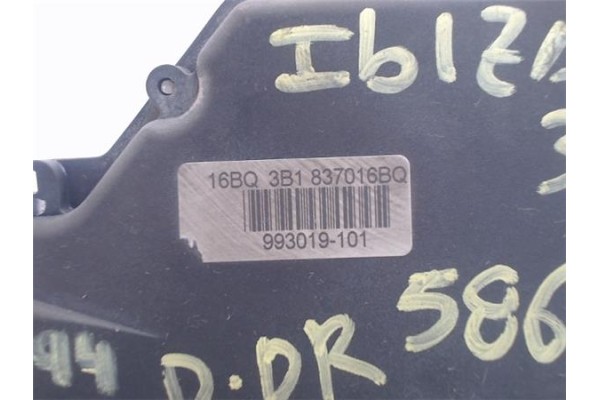 IbIZA
16BQ 3B1 837016BQ
993019-101
586
94 D.DR